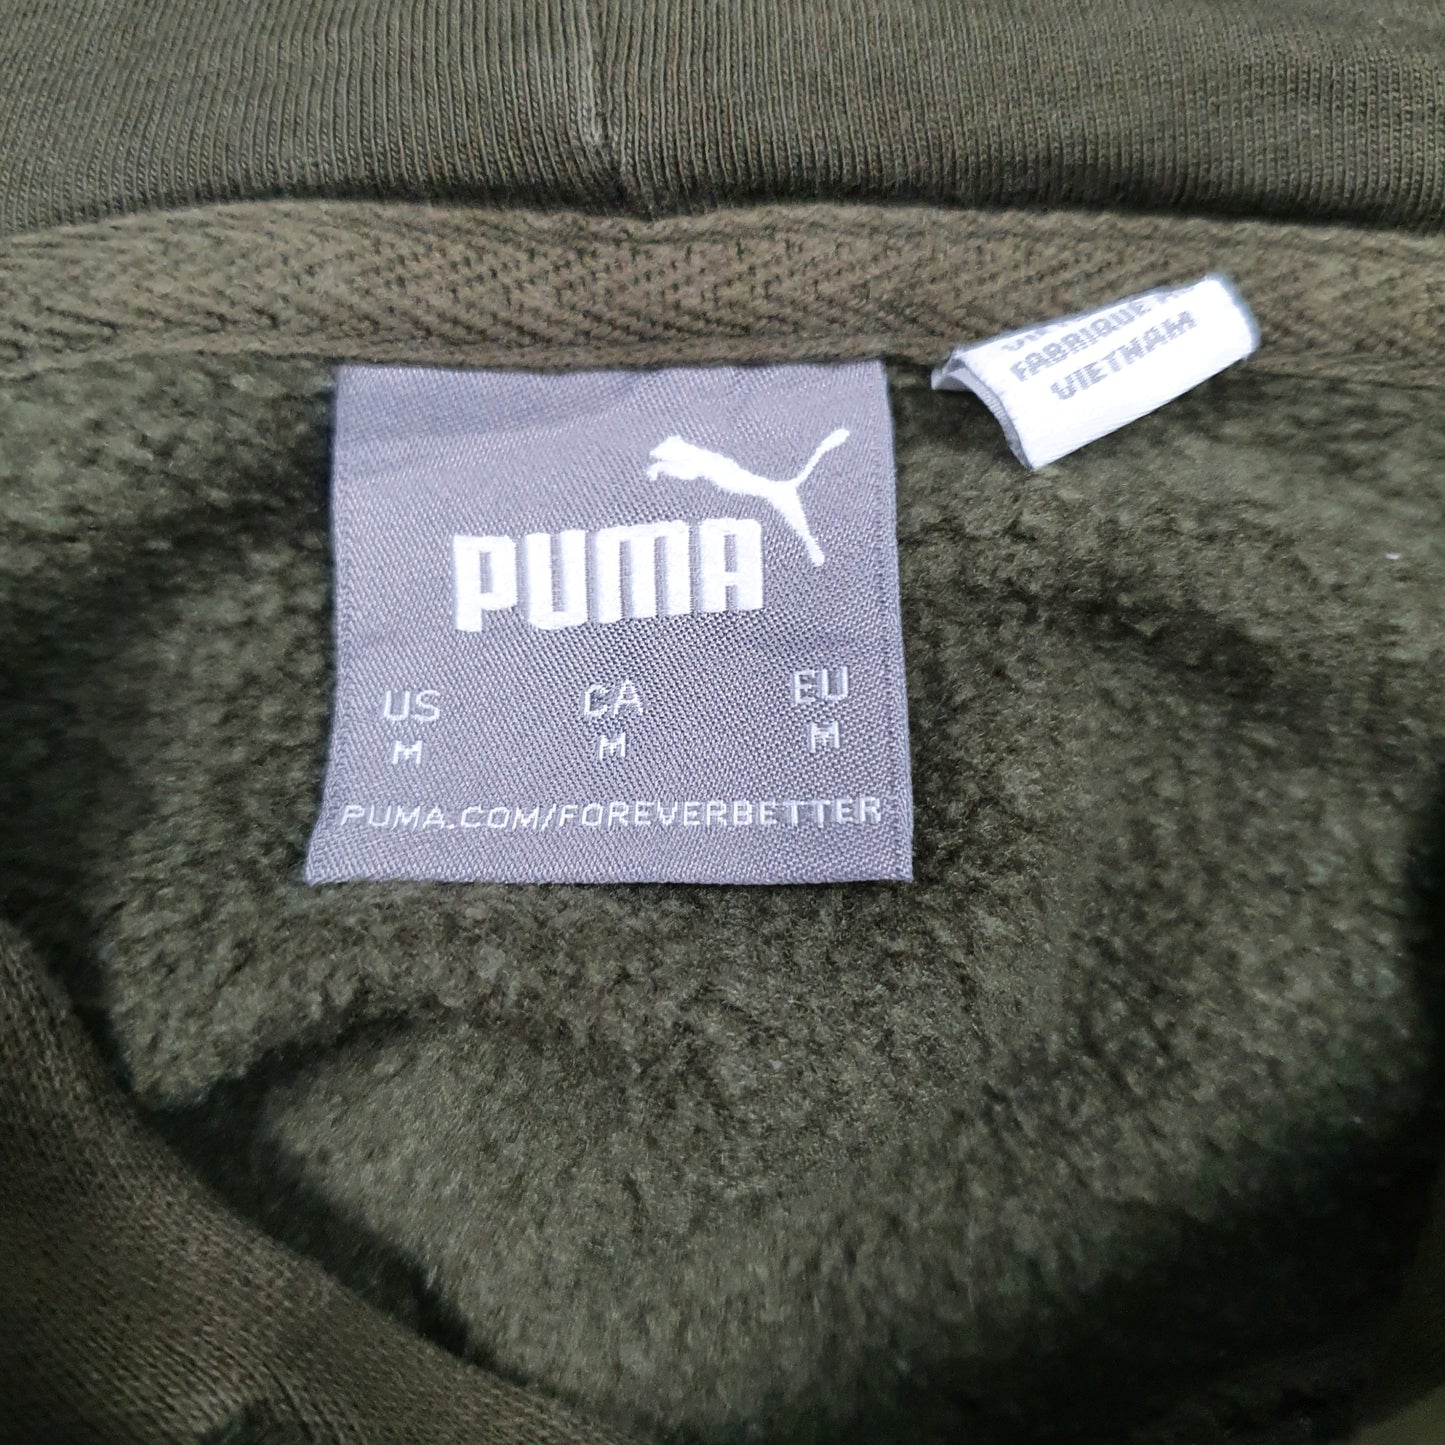 PUMA
US CA EU
M M M
PUMA.COM/FOREVERBETTER
FABRIQUE
VIETNAM